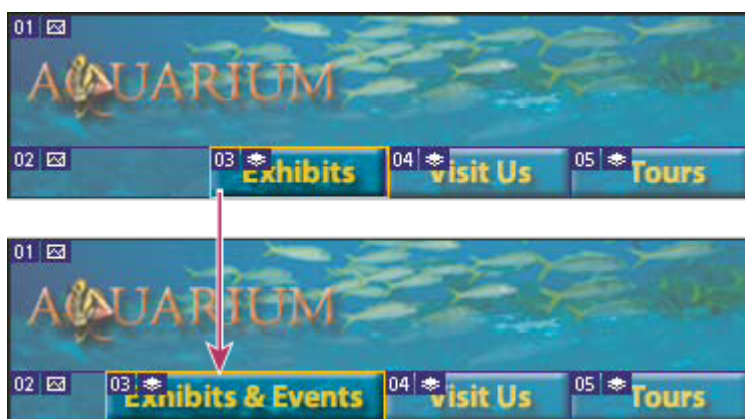 01
AQUARIUM
02 03 Exhibits 04 Visit Us 05 Tours
01
AQUARIUM
02 03 Exhibits & Events 04 Visit Us 05 Tours